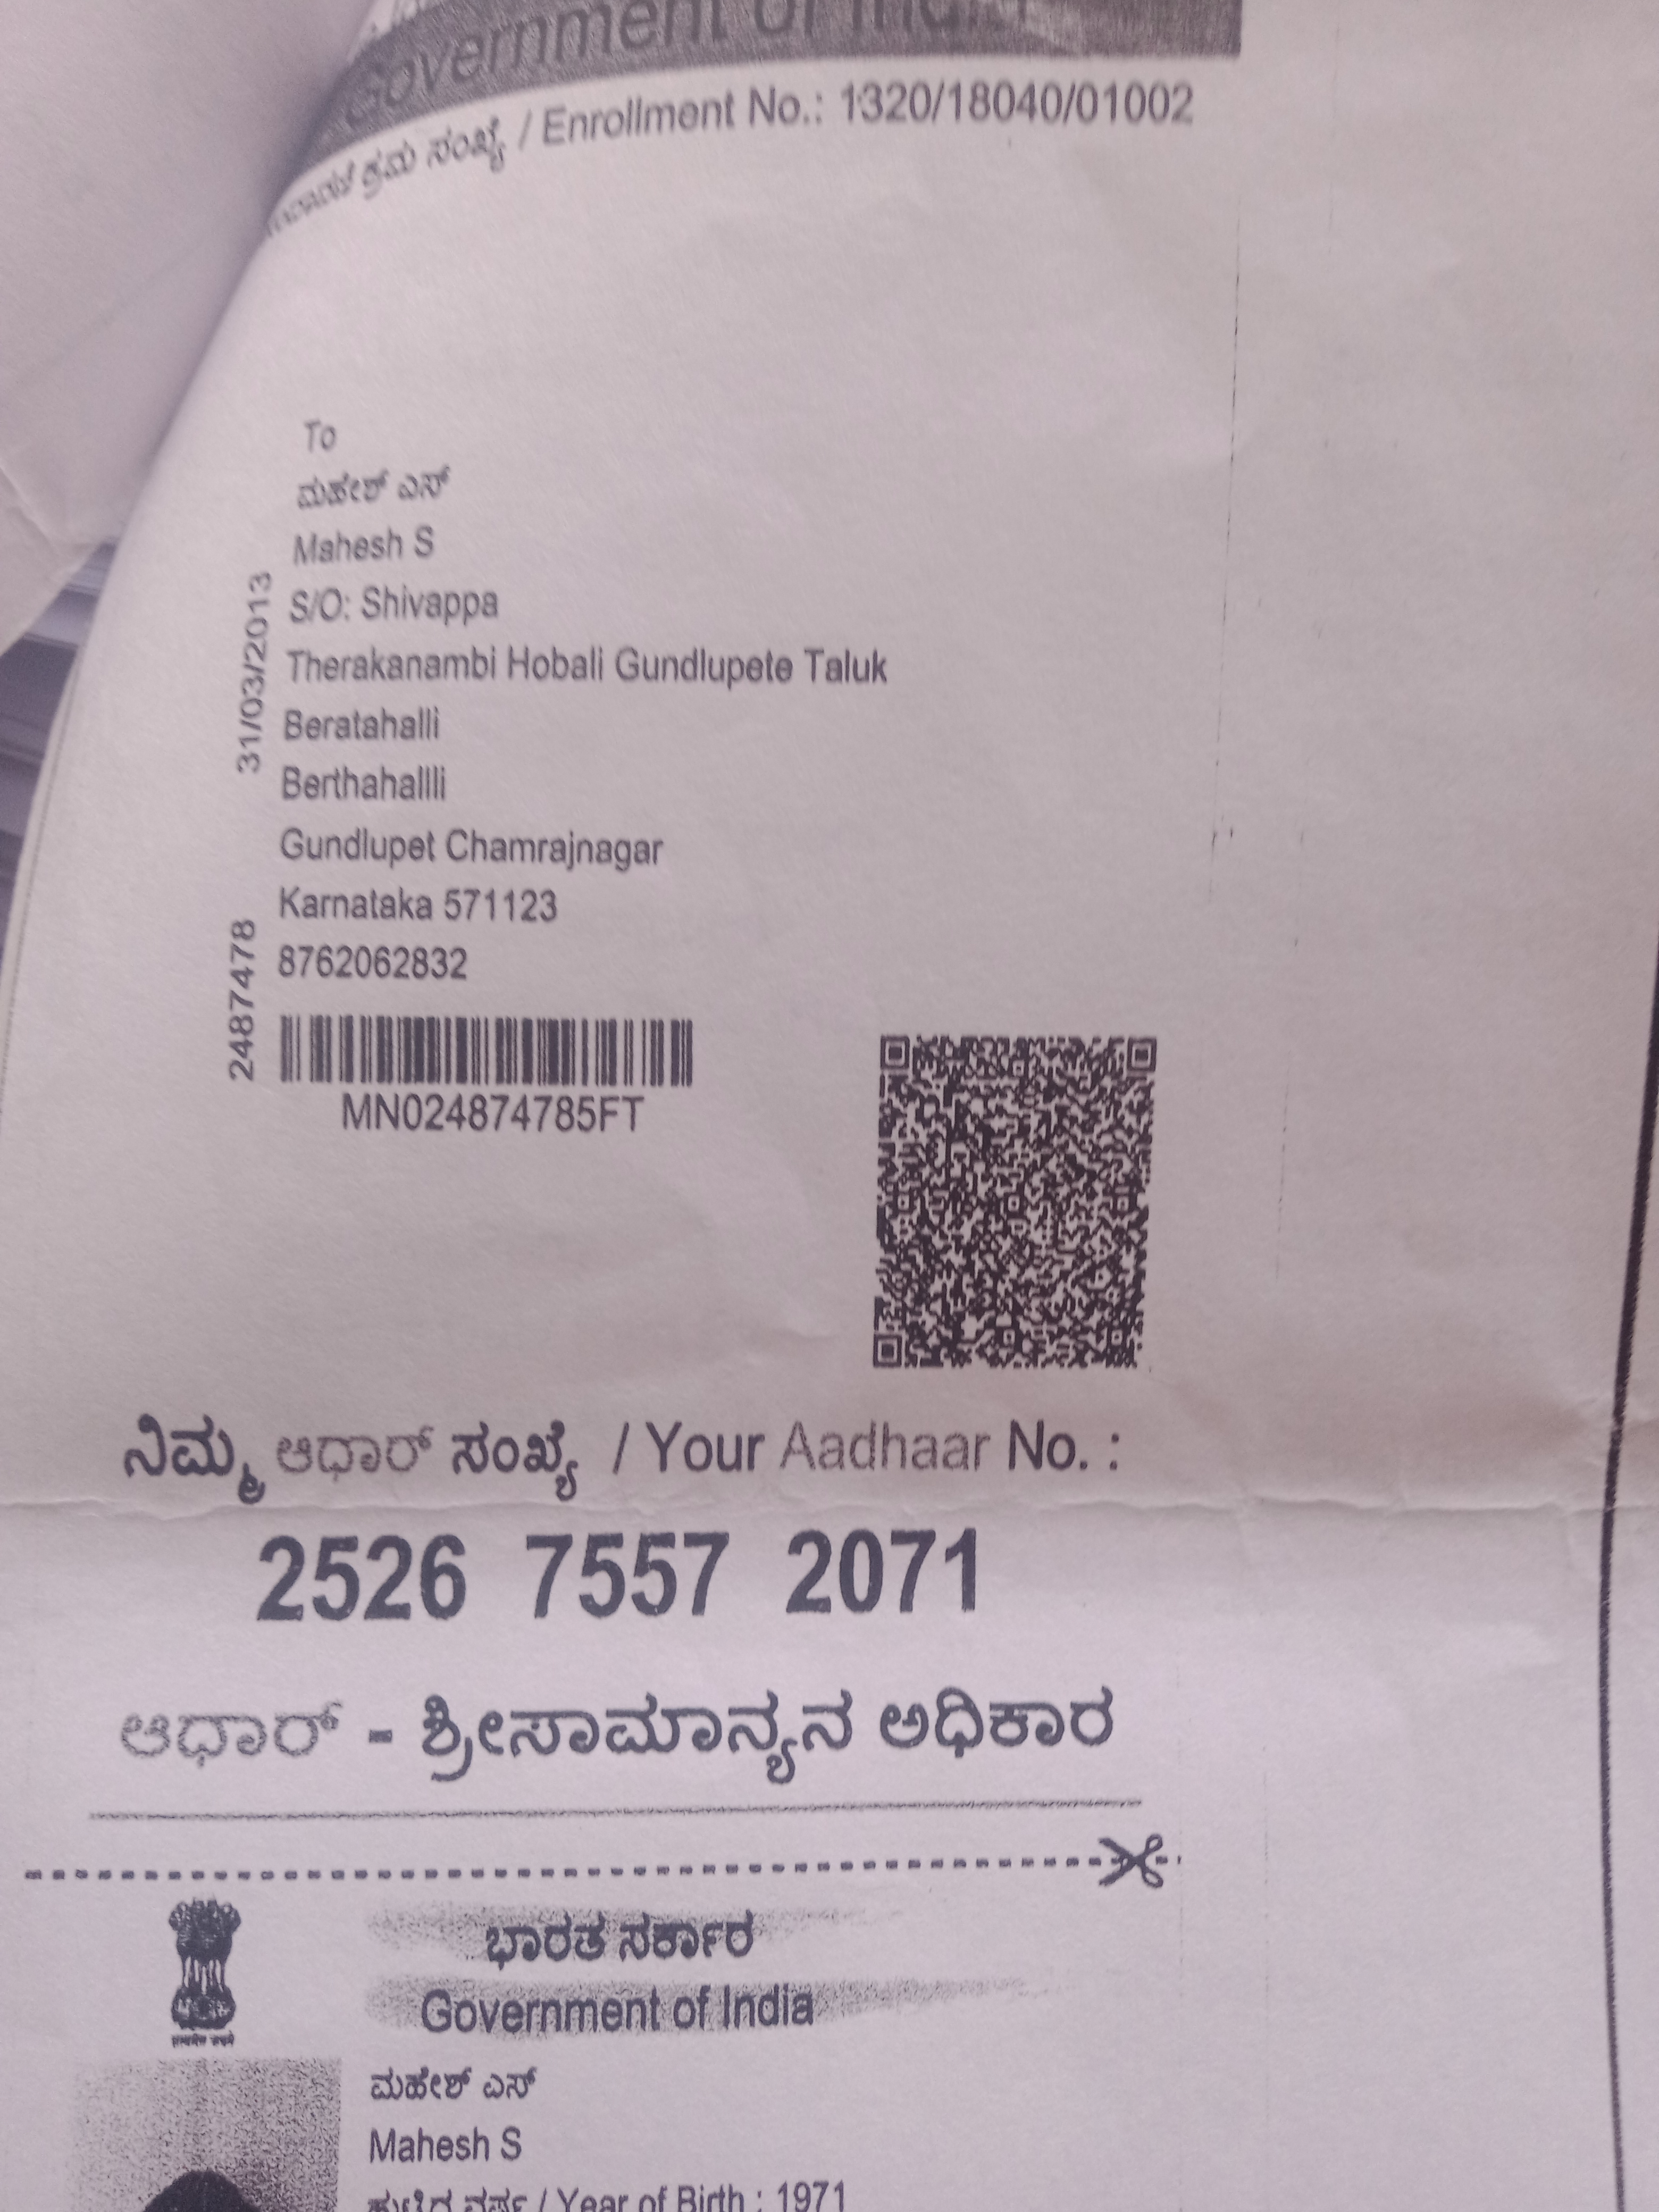 Government of India
ಕ್ರಮ ಸಂಖ್ಯೆ / Enrollment No.: 1320/18040/01002
To
ಮಹೇಶ್ ಎಸ್
Mahesh S
S/O: Shivappa
Therakanambi Hobali Gundlupete Taluk
Beratahalli
Berthahallli
Gundlupet Chamrajnagar
Karnataka 571123
8762062832
31/03/2013
2487478
MN024874785FT
ನಿಮ್ಮ ಆಧಾರ್ ಸಂಖ್ಯೆ / Your Aadhaar No. :
2526 7557 2071
ಆಧಾರ್ - ಶ್ರೀಸಾಮಾನ್ಯನ ಅಧಿಕಾರ
ಭಾರತ ಸರ್ಕಾರ
Government of India
ಮಹೇಶ್ ಎಸ್
Mahesh S
ಹುಟ್ಟಿದ ವರ್ಷ / Year of Birth : 1971